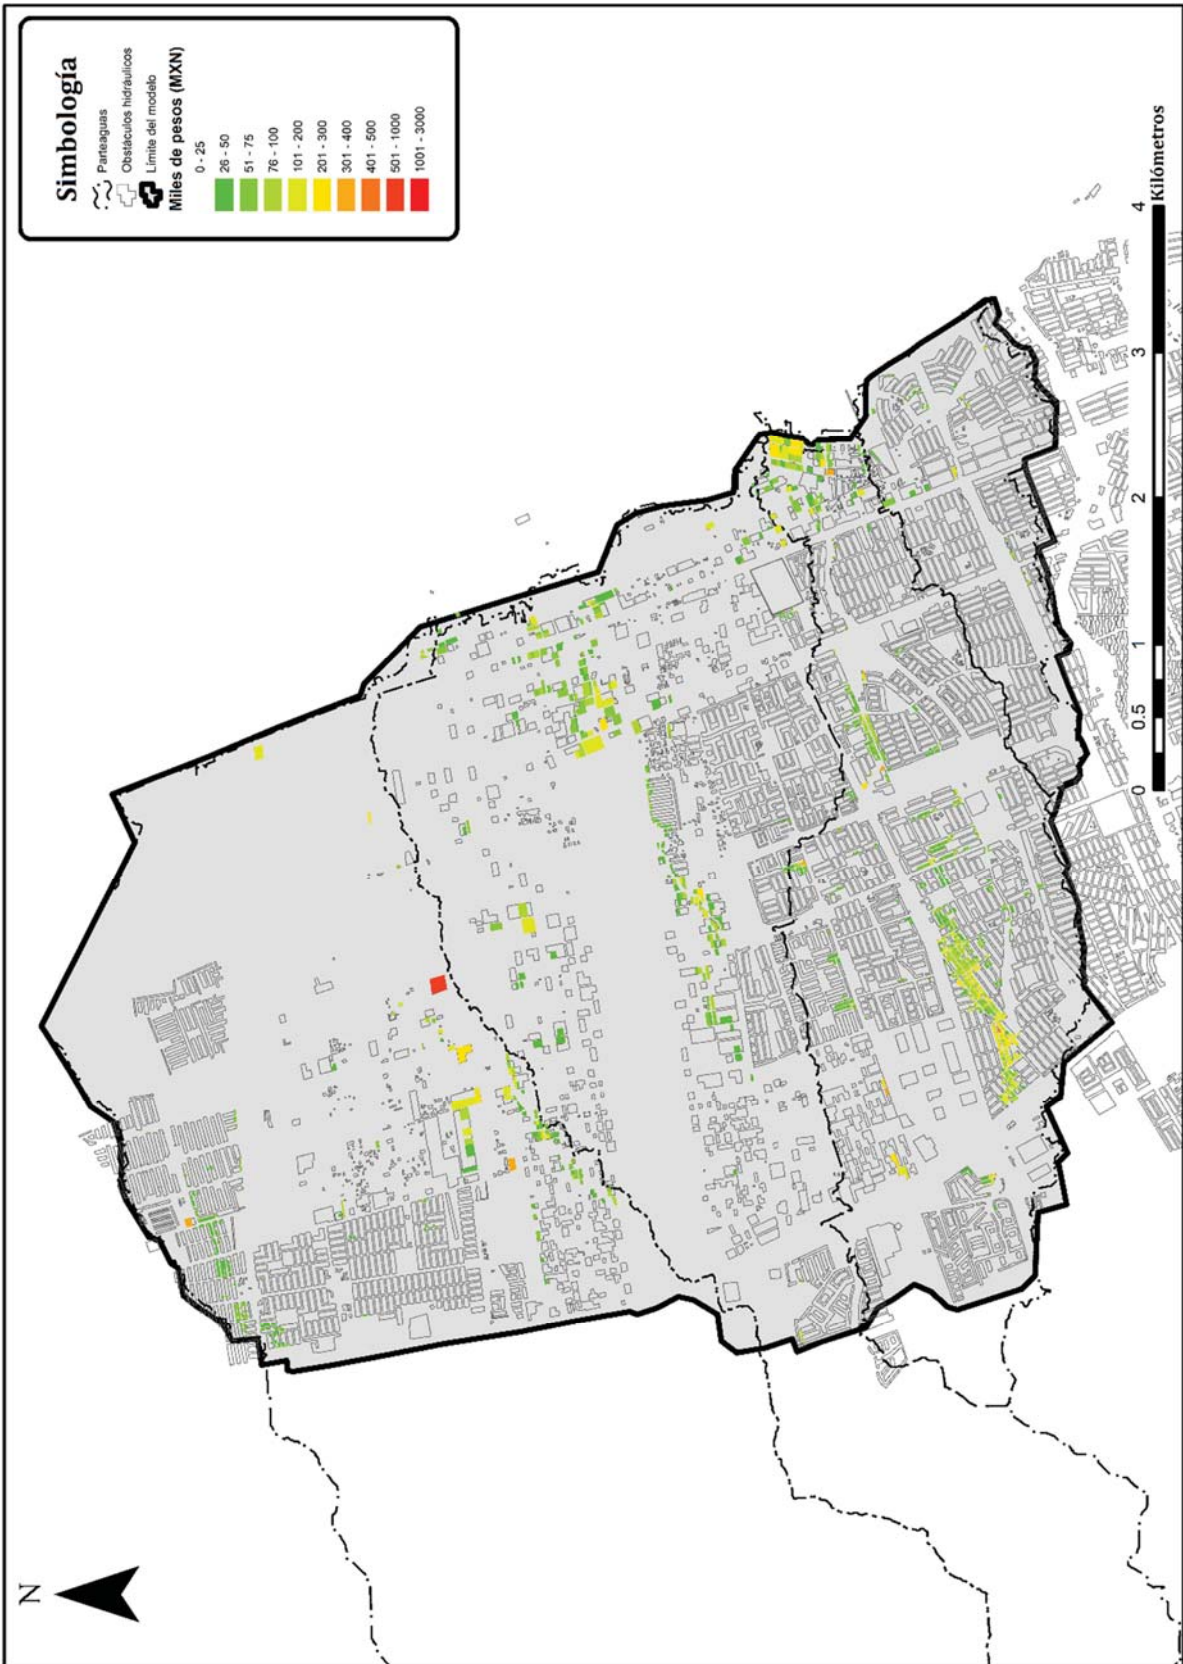 Simbología
Parteaguas
Obstáculos hidráulicos
Límite del modelo
Miles de pesos (MXN)
0 - 25
26 - 50
51 - 75
76 - 100
101 - 200
201 - 300
301 - 400
401 - 500
501 - 1000
1001 - 3000
N
0 0.5 1 2 3 4
Kilómetros